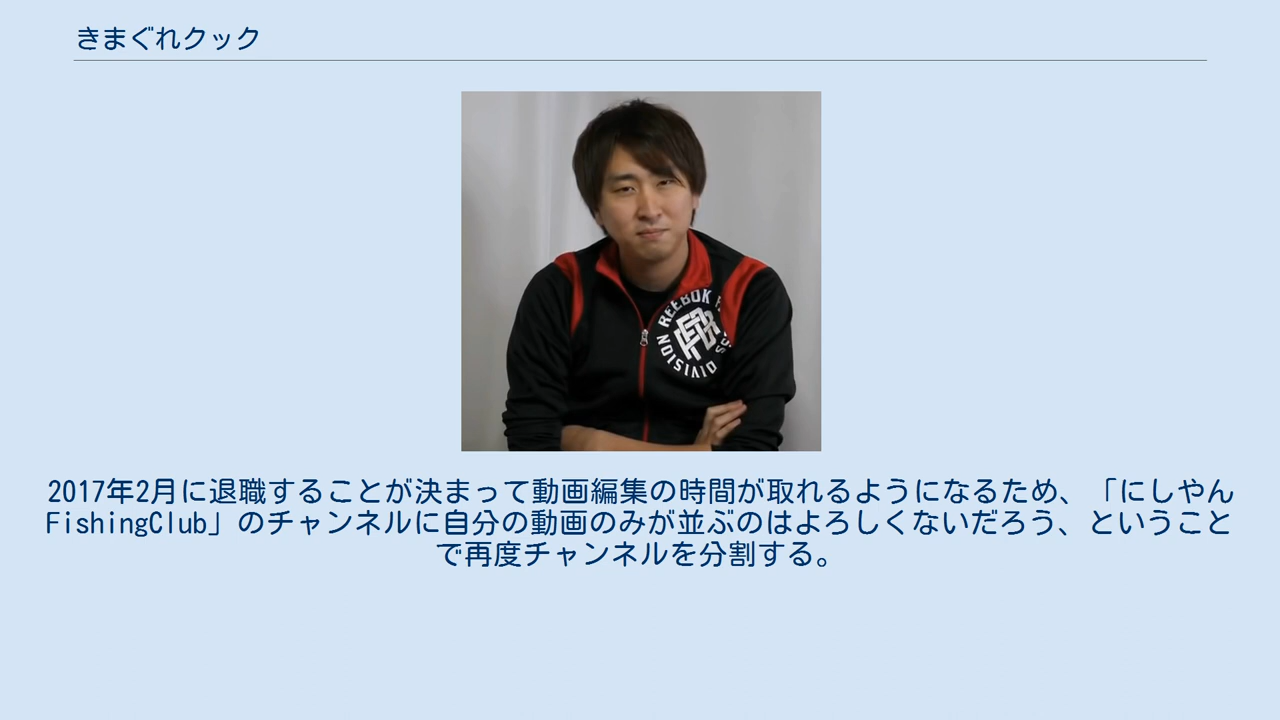 きまぐれクック
REEBOK
DIVISION
2017年2月に退職することが決まって動画編集の時間が取れるようになるため、「にしやん
FishingClub」のチャンネルに自分の動画のみが並ぶのはよろしくないだろう、ということ
で再度チャンネルを分割する。